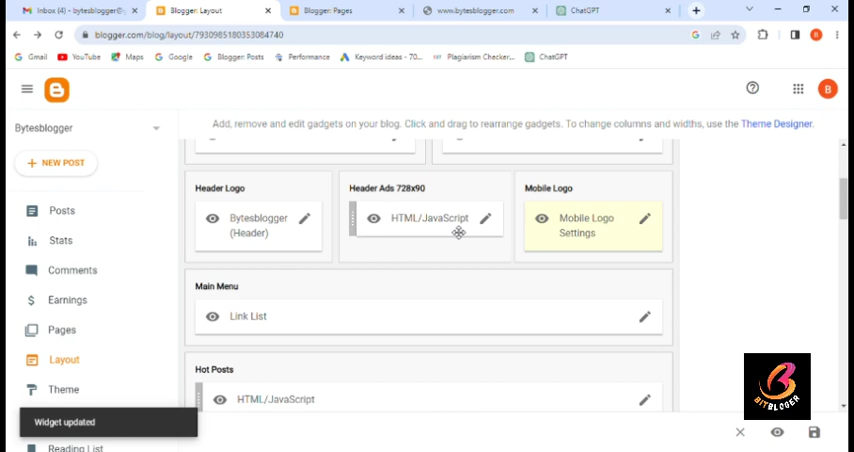 Inbox (4) - bytesblogger@g
Blogger: Layout
Blogger: Pages
www.bytesblogger.com
ChatGPT
blogger.com/blog/layout/7930985180353084740
Gmail
YouTube
Maps
Google
Blogger: Posts
Performance
Keyword ideas - 70...
Plagiarism Checker...
ChatGPT
B
Add, remove and edit gadgets on your blog. Click and drag to rearrange gadgets. To change columns and widths, use the Theme Designer.
Bytesblogger
+ NEW POST
Posts
Stats
Comments
Earnings
Pages
Layout
Theme
Reading List
Header Logo
Bytesblogger
(Header)
Header Ads 728x90
HTML/JavaScript
Mobile Logo
Mobile Logo
Settings
Main Menu
Link List
Hot Posts
HTML/JavaScript
Widget updated
BITBLOGER